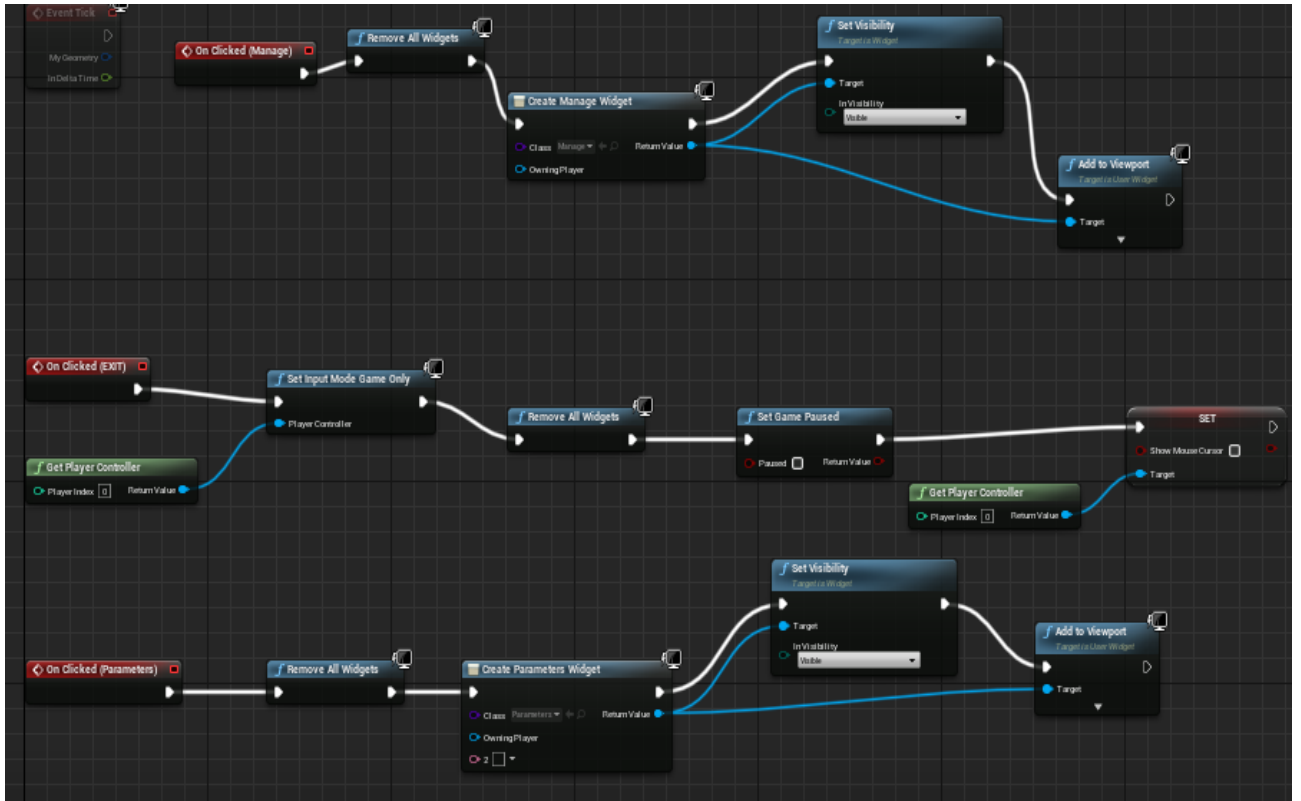 Event Tick
My Geometry
In Delta Time
On Clicked (Manage)
Remove All Widgets
Create Manage Widget
Class Manage Return Value
Owning Player
Set Visibility
Target is Widget
Target
In Visibility
Visible
Add to Viewport
Target is User Widget
Target
On Clicked (EXIT)
Set Input Mode Game Only
Player Controller
Get Player Controller
Player Index 0 Return Value
Remove All Widgets
Set Game Paused
Paused Return Value
SET
Show Mouse Cursor
Target
Get Player Controller
Player Index 0 Return Value
On Clicked (Parameters)
Remove All Widgets
Create Parameters Widget
Class Parameters Return Value
Owning Player
2
Set Visibility
Target is Widget
Target
In Visibility
Visible
Add to Viewport
Target is User Widget
Target